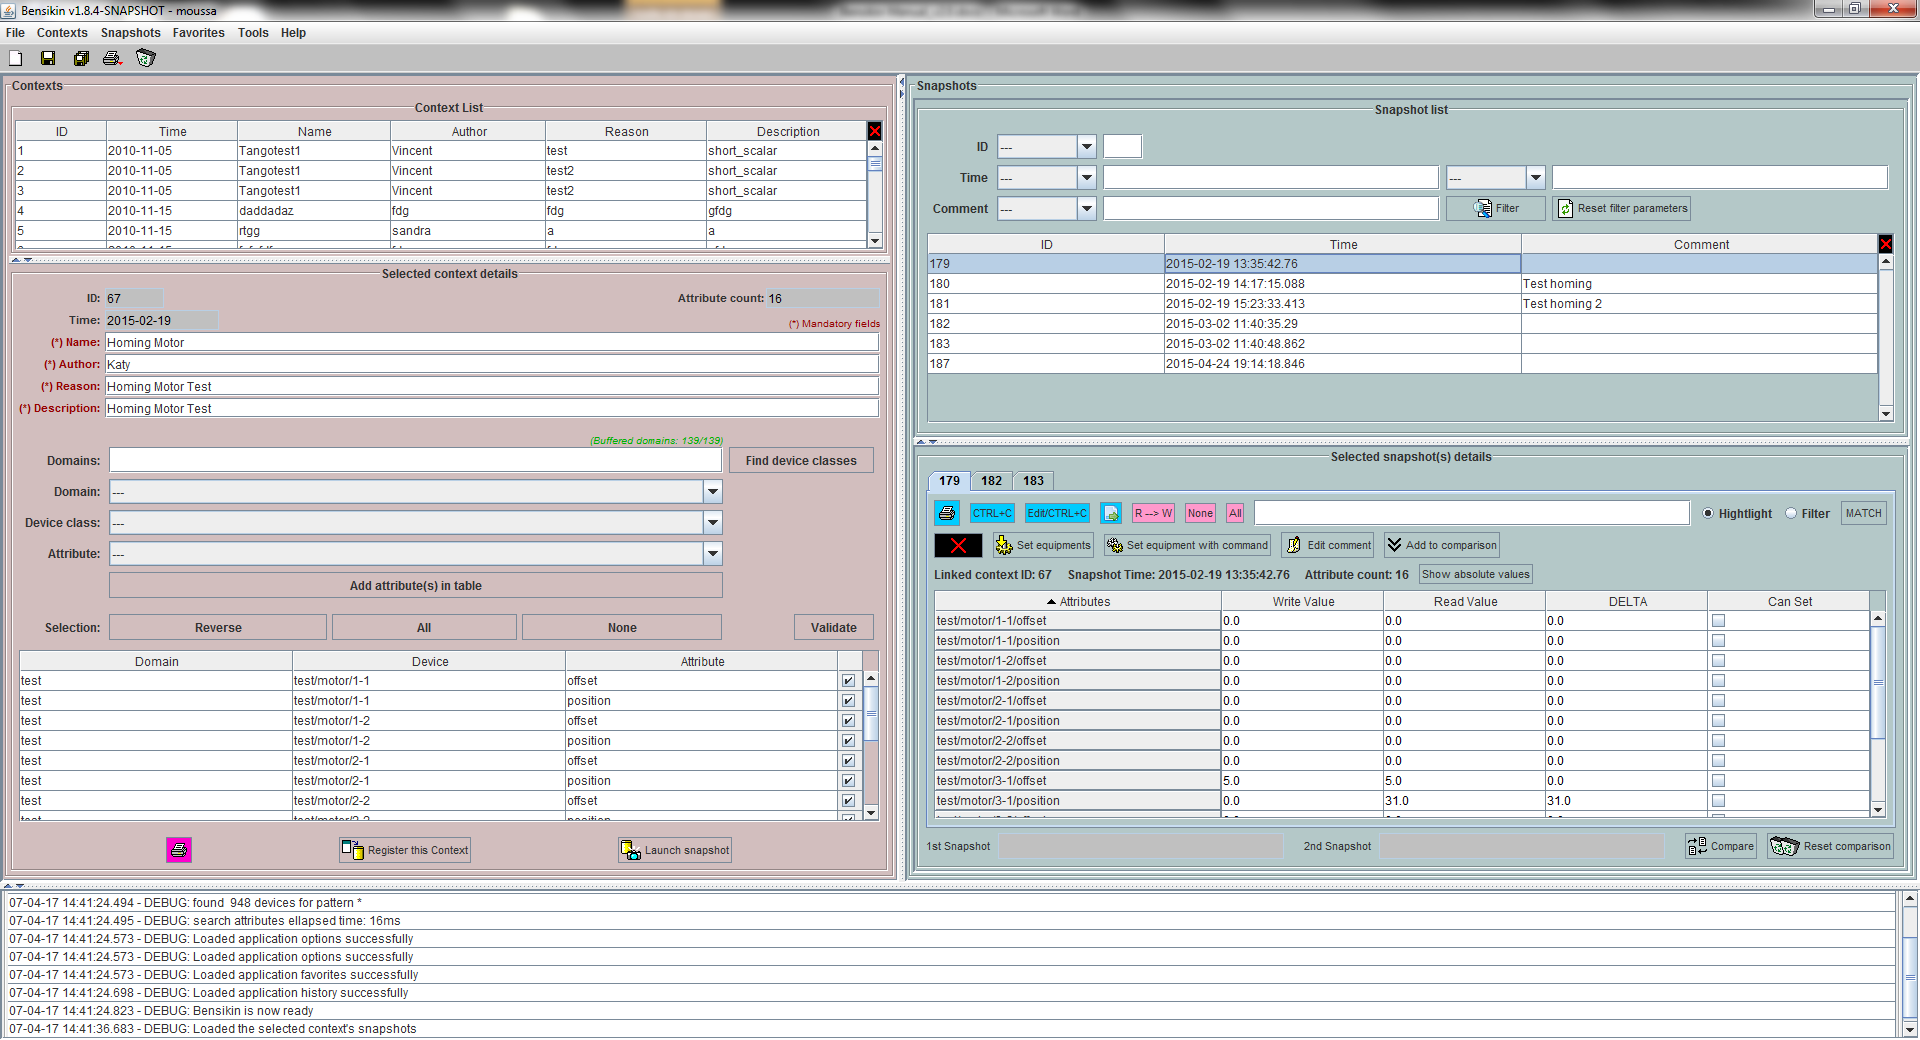 Bensikin v1.8.4-SNAPSHOT - moussa
File Contexts Snapshots Favorites Tools Help
Contexts
Context List
ID Time Name Author Reason Description
1 2010-11-05 Tangotest1 Vincent test short_scalar
2 2010-11-05 Tangotest1 Vincent test2 short_scalar
3 2010-11-05 Tangotest1 Vincent test2 short_scalar
4 2010-11-15 daddadaz fdg fdg gfdg
5 2010-11-15 rtgg sandra a a
Selected context details
ID: 67 Attribute count: 16
Time: 2015-02-19 (*) Mandatory fields
(*) Name: Homing Motor
(*) Author: Katy
(*) Reason: Homing Motor Test
(*) Description: Homing Motor Test
(Buffered domains: 139/139)
Domains: Find device classes
Domain: ---
Device class: ---
Attribute: ---
Add attribute(s) in table
Selection: Reverse All None Validate
Domain Device Attribute
test test/motor/1-1 offset
test test/motor/1-1 position
test test/motor/1-2 offset
test test/motor/1-2 position
test test/motor/2-1 offset
test test/motor/2-1 position
test test/motor/2-2 offset
Register this Context Launch snapshot
Snapshots
Snapshot list
ID ---
Time --- ---
Comment --- Filter Reset filter parameters
ID Time Comment
179 2015-02-19 13:35:42.76
180 2015-02-19 14:17:15.088 Test homing
181 2015-02-19 15:23:33.413 Test homing 2
182 2015-03-02 11:40:35.29
183 2015-03-02 11:40:48.862
187 2015-04-24 19:14:18.846
Selected snapshot(s) details
179 182 183
CTRL+C Edit/CTRL+C R --> W None All Hightlight Filter MATCH
Set equipments Set equipment with command Edit comment Add to comparison
Linked context ID: 67 Snapshot Time: 2015-02-19 13:35:42.76 Attribute count: 16 Show absolute values
Attributes Write Value Read Value DELTA Can Set
test/motor/1-1/offset 0.0 0.0 0.0
test/motor/1-1/position 0.0 0.0 0.0
test/motor/1-2/offset 0.0 0.0 0.0
test/motor/1-2/position 0.0 0.0 0.0
test/motor/2-1/offset 0.0 0.0 0.0
test/motor/2-1/position 0.0 0.0 0.0
test/motor/2-2/offset 0.0 0.0 0.0
test/motor/2-2/position 0.0 0.0 0.0
test/motor/3-1/offset 5.0 5.0 0.0
test/motor/3-1/position 0.0 31.0 31.0
1st Snapshot 2nd Snapshot Compare Reset comparison
07-04-17 14:41:24.494 - DEBUG: found 948 devices for pattern *
07-04-17 14:41:24.495 - DEBUG: search attributes ellapsed time: 16ms
07-04-17 14:41:24.573 - DEBUG: Loaded application options successfully
07-04-17 14:41:24.573 - DEBUG: Loaded application options successfully
07-04-17 14:41:24.573 - DEBUG: Loaded application favorites successfully
07-04-17 14:41:24.698 - DEBUG: Loaded application history successfully
07-04-17 14:41:24.823 - DEBUG: Bensikin is now ready
07-04-17 14:41:36.683 - DEBUG: Loaded the selected context's snapshots